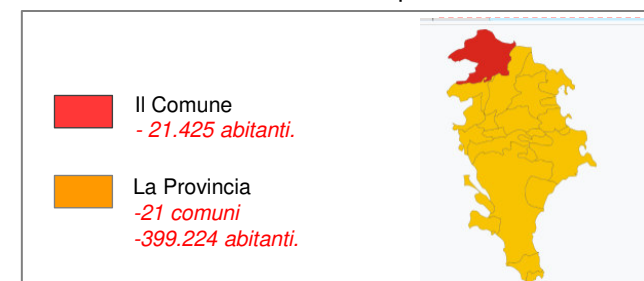 Il Comune
- 21.425 abitanti.
La Provincia
-21 comuni
-399.224 abitanti.